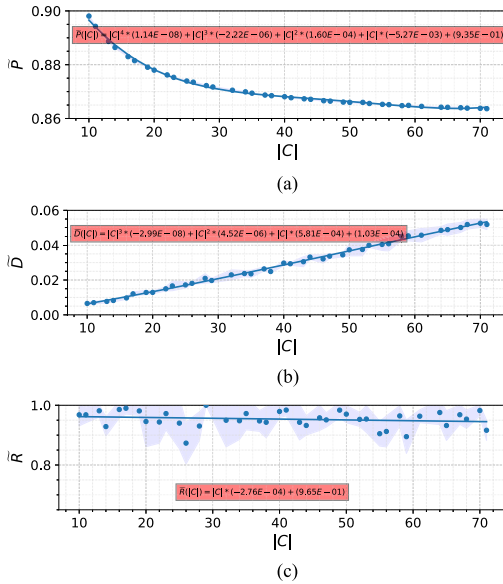 0.90
P̃(|C|) = |C|⁴ * (1.14E − 08) + |C|³ * (−2.22E − 06) + |C|² * (1.60E − 04) + |C| * (−5.27E − 03) + (9.35E − 01)
0.88
0.86
P̃
10 20 30 40 50 60 70
|C|
(a)
0.06
D̃(|C|) = |C|³ * (−2.99E − 08) + |C|² * (4.52E − 06) + |C| * (5.81E − 04) + (1.03E − 04)
0.04
0.02
0.00
D̃
10 20 30 40 50 60 70
|C|
(b)
1.0
0.9
0.8
R̃
R̃(|C|) = |C| * (−2.76E − 04) + (9.65E − 01)
10 20 30 40 50 60 70
|C|
(c)